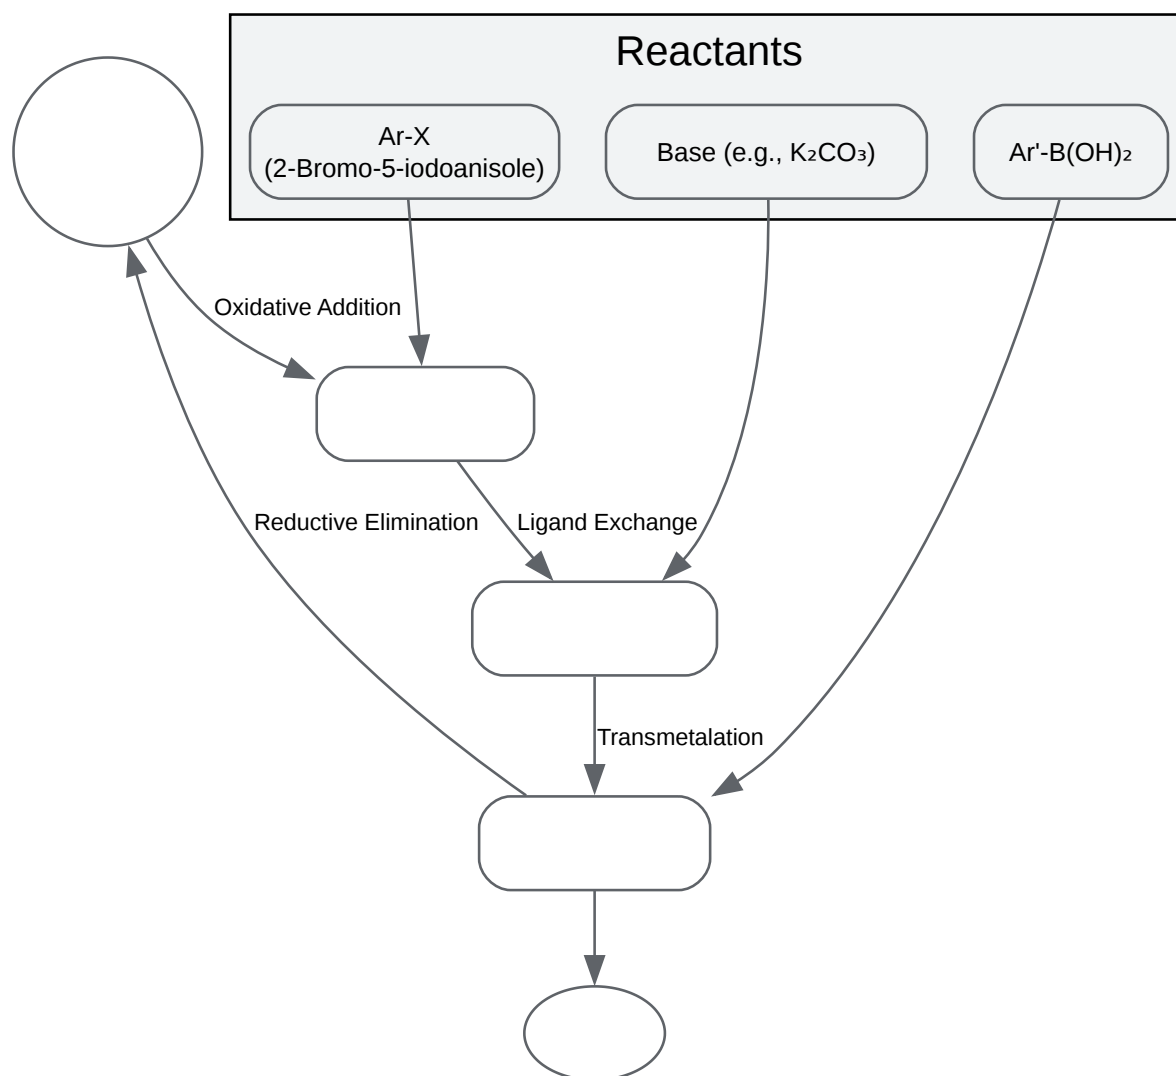 Reactants
Ar-X
(2-Bromo-5-iodoanisole)
Base (e.g., K₂CO₃)
Ar'-B(OH)₂
Oxidative Addition
Reductive Elimination
Ligand Exchange
Transmetalation